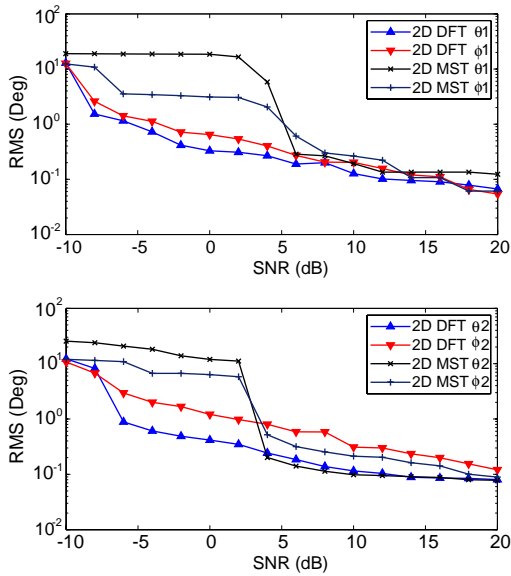 10^2
10^1
10^0
10^-1
10^-2
RMS (Deg)
-10 -5 0 5 10 15 20
SNR (dB)
2D DFT θ1
2D DFT ϕ1
2D MST θ1
2D MST ϕ1
10^2
10^1
10^0
10^-1
10^-2
RMS (Deg)
-10 -5 0 5 10 15 20
SNR (dB)
2D DFT θ2
2D DFT ϕ2
2D MST θ2
2D MST ϕ2